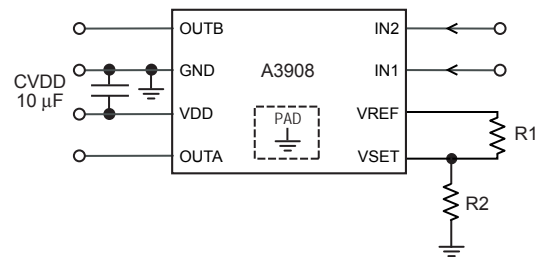 OUTB
IN2
GND
A3908
IN1
CVDD
10 µF
VDD
PAD
VREF
R1
OUTA
VSET
R2